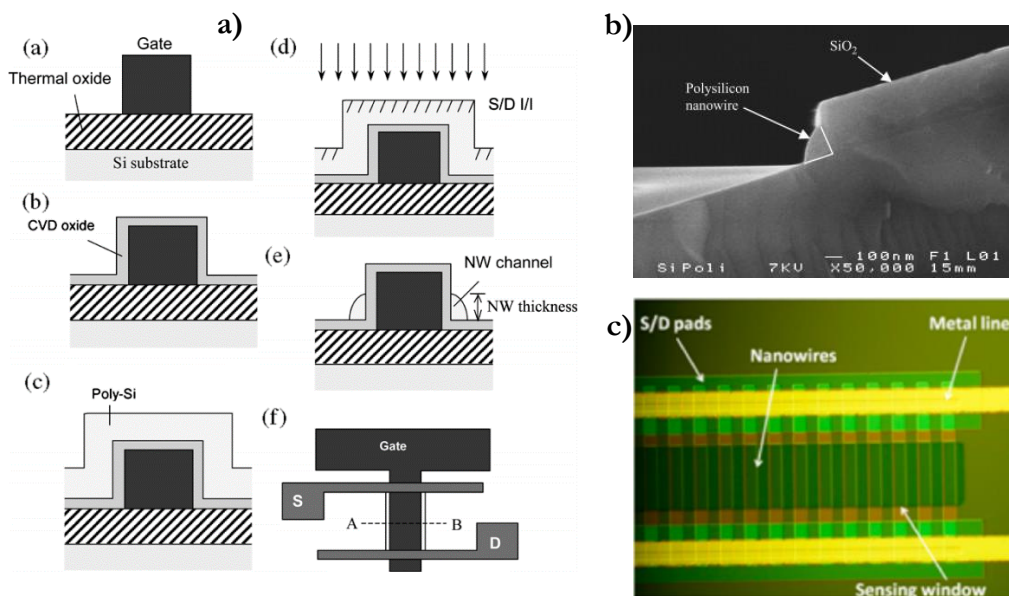 a)
(a)
Gate
Thermal oxide
Si substrate
(b)
CVD oxide
(c)
Poly-Si
(d)
S/D I/I
(e)
NW channel
NW thickness
(f)
Gate
S
A
B
D
b)
SiO2
Polysilicon
nanowire
100nm F1 L01
SiPoli 7KV X50,000 15mm
c)
S/D pads
Metal line
Nanowires
Sensing window